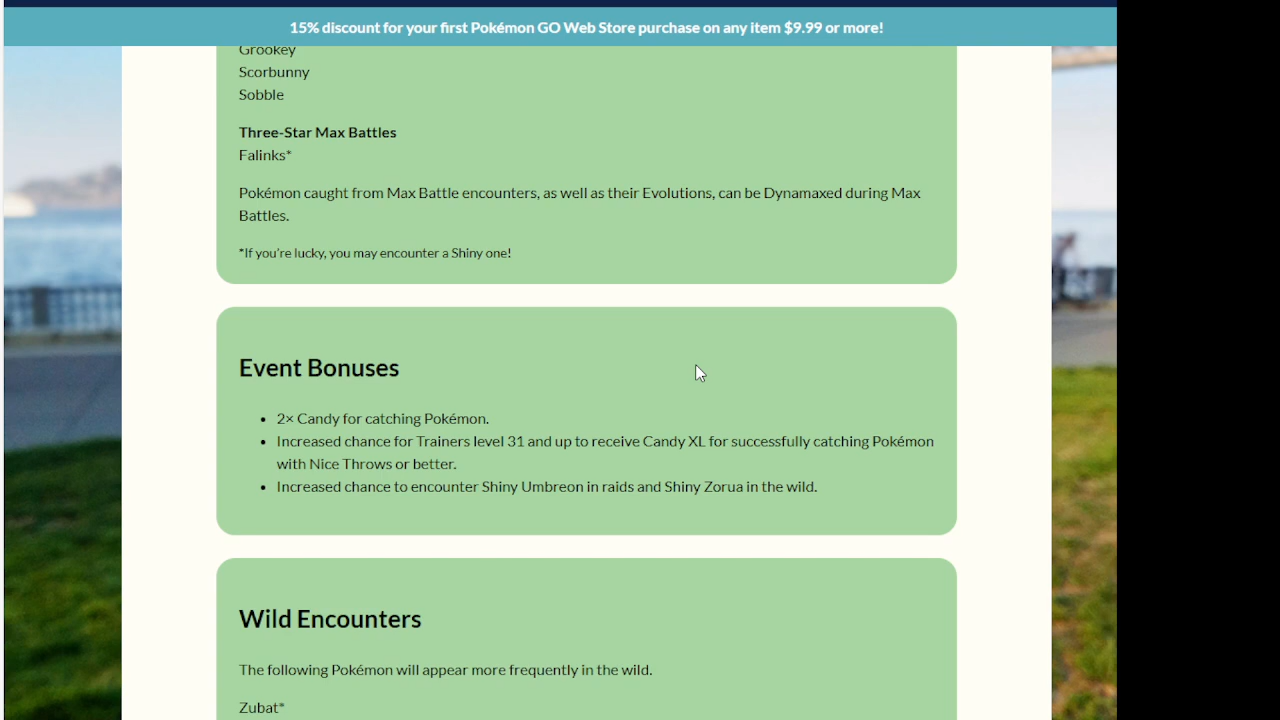 15% discount for your first Pokémon GO Web Store purchase on any item $9.99 or more!
Grookey
Scorbunny
Sobble
Three-Star Max Battles
Falinks*
Pokémon caught from Max Battle encounters, as well as their Evolutions, can be Dynamaxed during Max
Battles.
*If you're lucky, you may encounter a Shiny one!
Event Bonuses
• 2× Candy for catching Pokémon.
• Increased chance for Trainers level 31 and up to receive Candy XL for successfully catching Pokémon
with Nice Throws or better.
• Increased chance to encounter Shiny Umbreon in raids and Shiny Zorua in the wild.
Wild Encounters
The following Pokémon will appear more frequently in the wild.
Zubat*